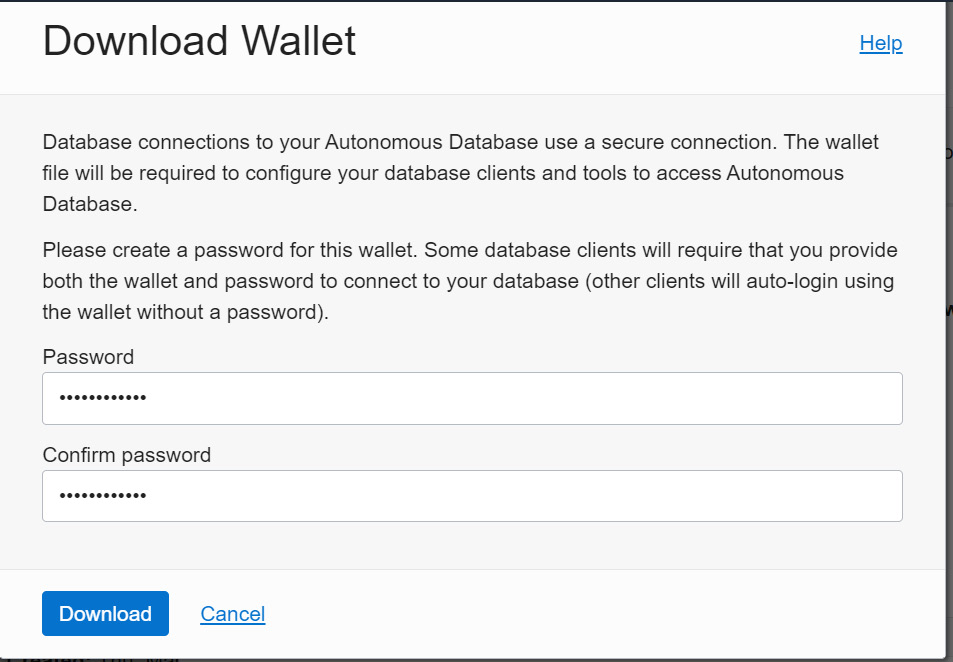 Download Wallet
Help
Database connections to your Autonomous Database use a secure connection. The wallet
file will be required to configure your database clients and tools to access Autonomous
Database.
Please create a password for this wallet. Some database clients will require that you provide
both the wallet and password to connect to your database (other clients will auto-login using
the wallet without a password).
Password
••••••••••••
Confirm password
••••••••••••
Download
Cancel